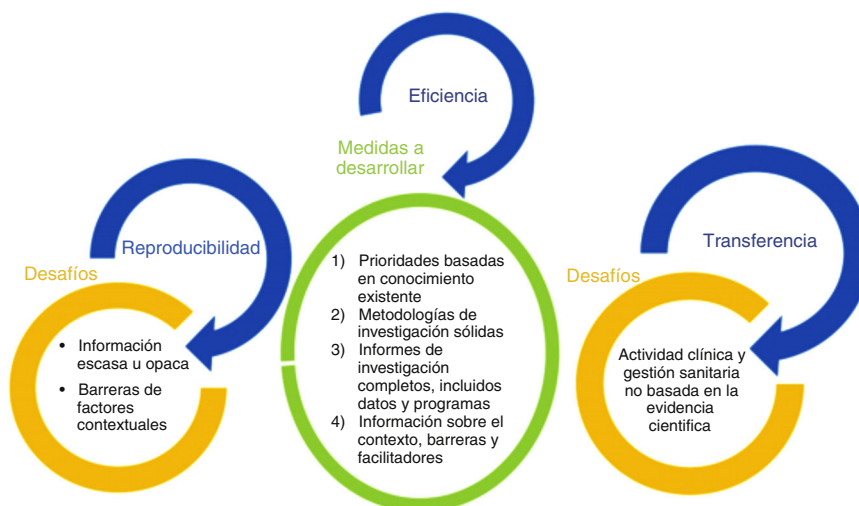 Eficiencia
Medidas a
desarrollar
Reproducibilidad
Desafíos
• Información
escasa u opaca
• Barreras de
factores
contextuales
1) Prioridades basadas
en conocimiento
existente
2) Metodologías de
investigación sólidas
3) Informes de
investigación
completos, incluidos
datos y programas
4) Información sobre el
contexto, barreras y
facilitadores
Transferencia
Desafíos
Actividad clínica y
gestión sanitaria
no basada en la
evidencia
cientifica